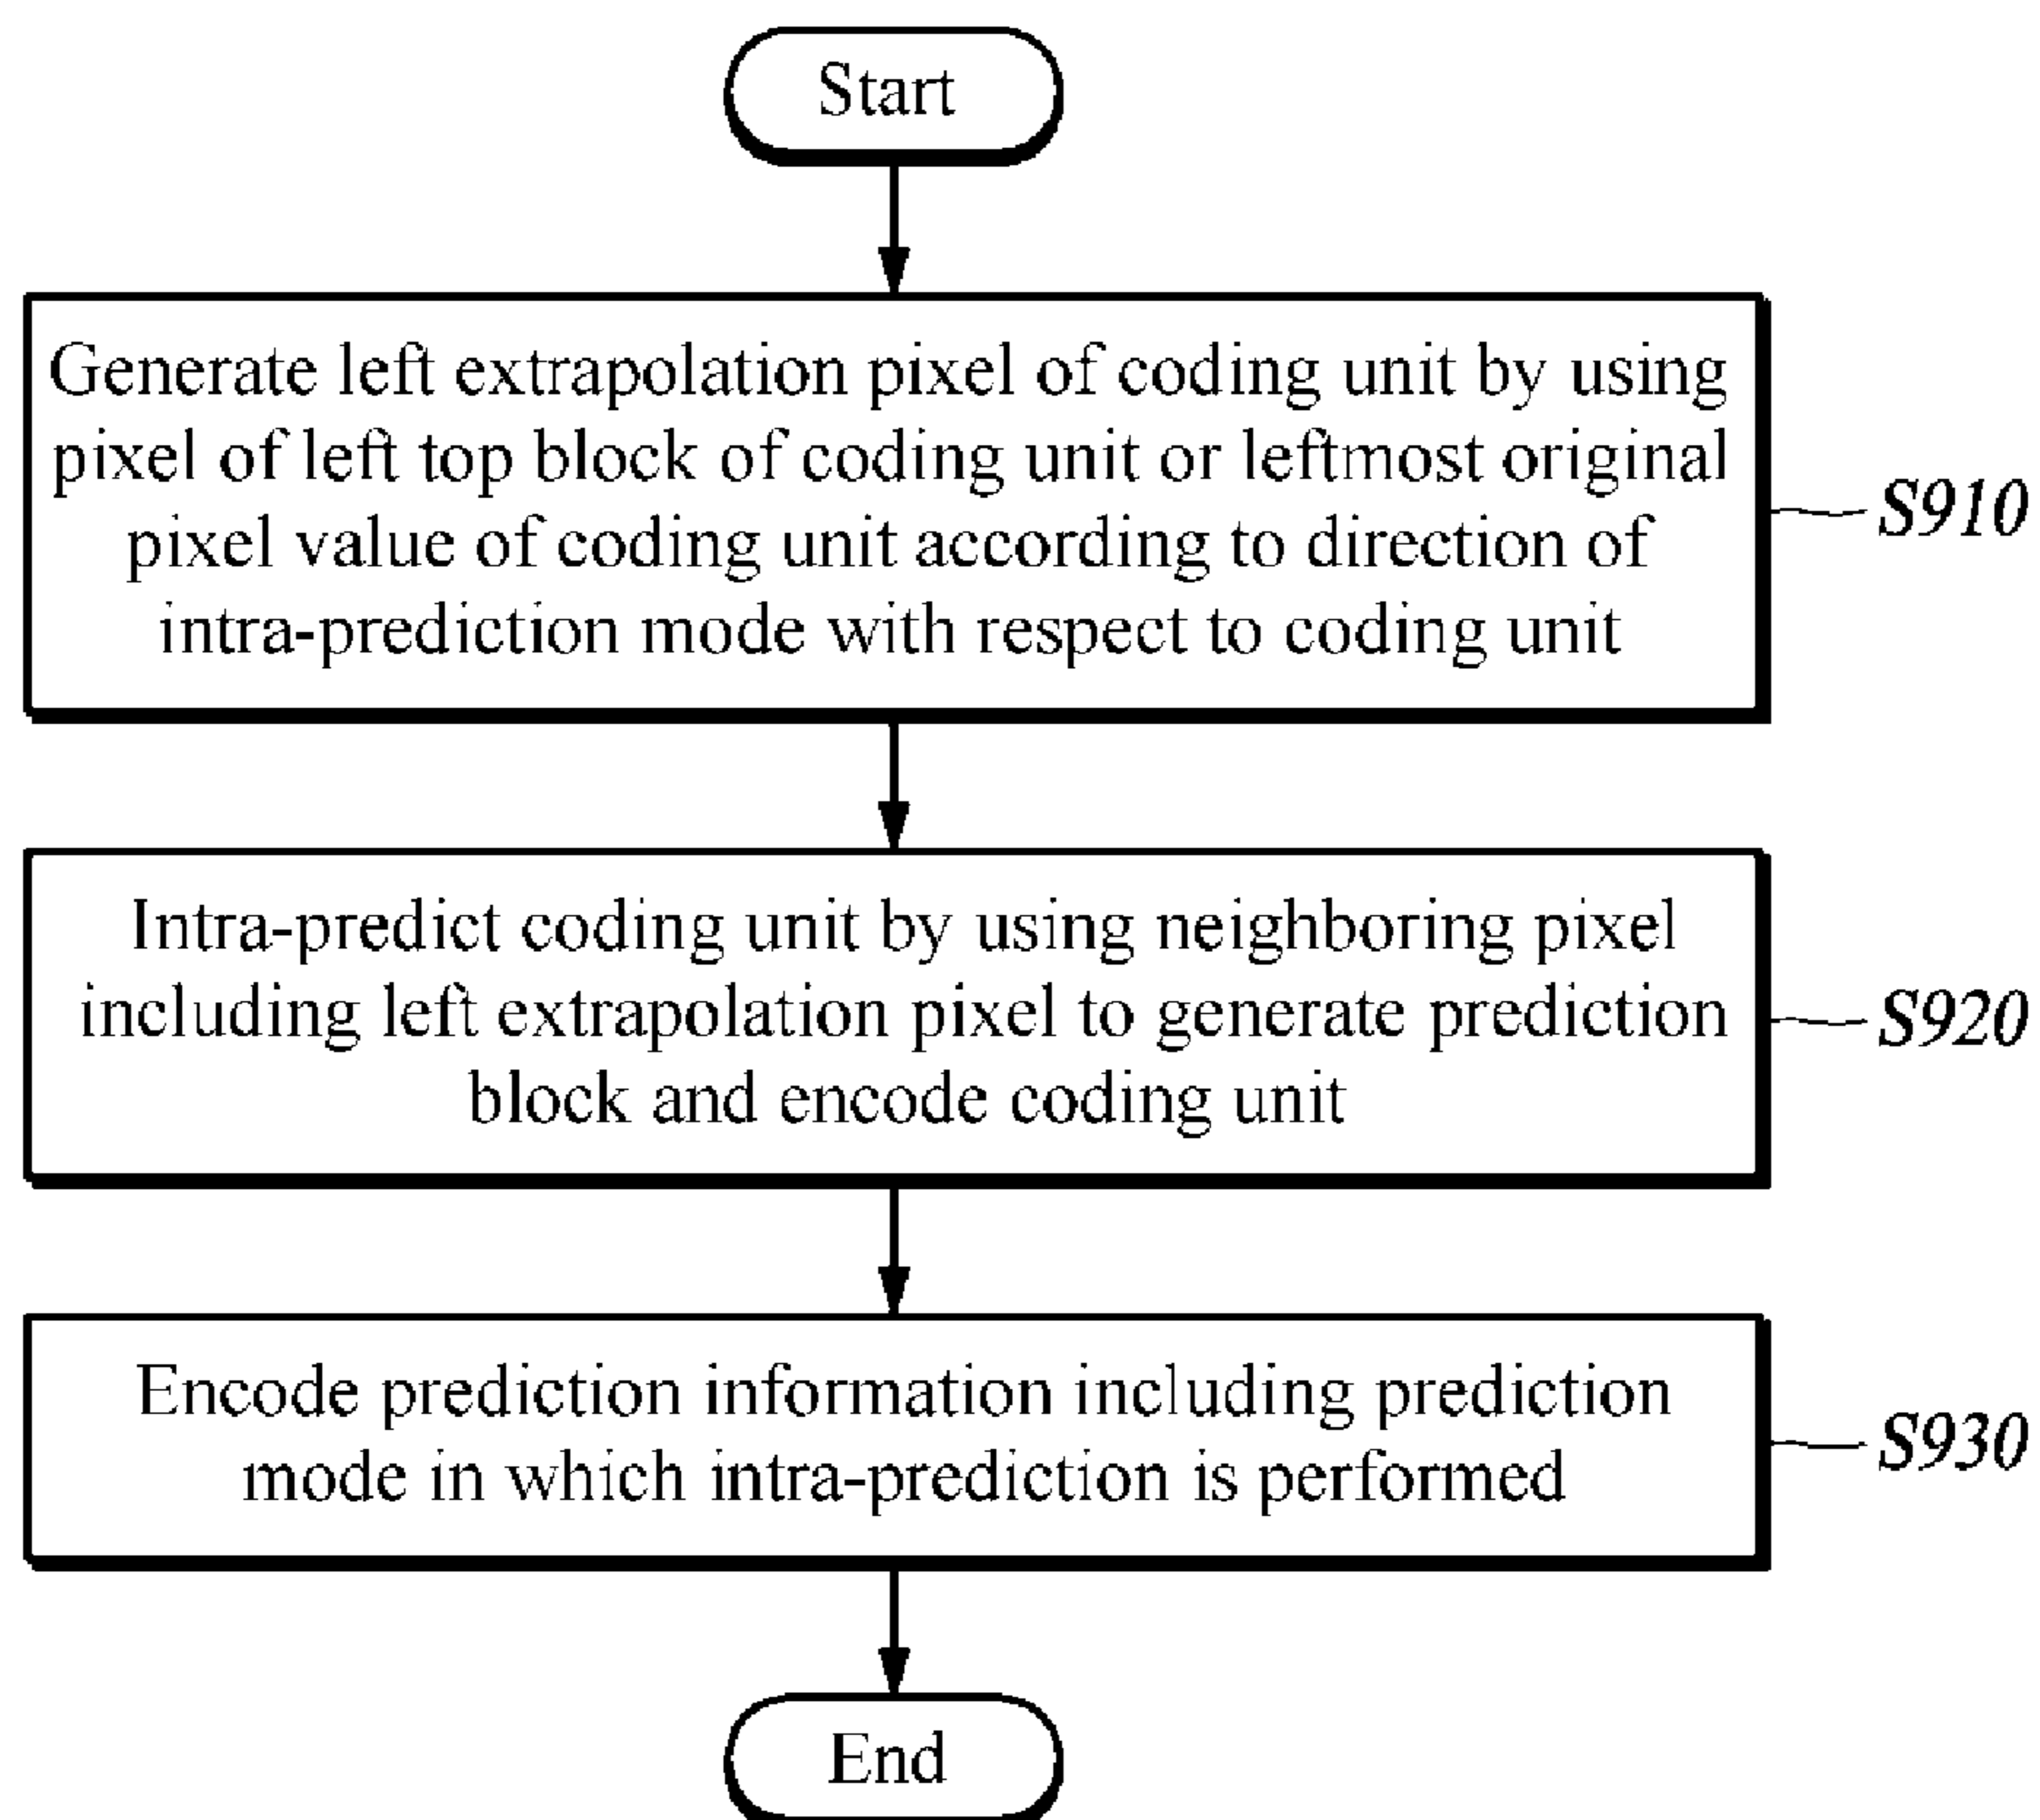 Start
Generate left extrapolation pixel of coding unit by using
pixel of left top block of coding unit or leftmost original
pixel value of coding unit according to direction of
intra-prediction mode with respect to coding unit
S910
Intra-predict coding unit by using neighboring pixel
including left extrapolation pixel to generate prediction
block and encode coding unit
S920
Encode prediction information including prediction
mode in which intra-prediction is performed
S930
End